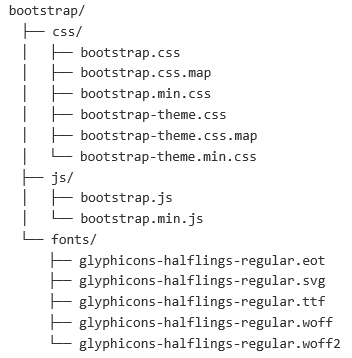 bootstrap/
├── css/
│   ├── bootstrap.css
│   ├── bootstrap.css.map
│   ├── bootstrap.min.css
│   ├── bootstrap-theme.css
│   ├── bootstrap-theme.css.map
│   └── bootstrap-theme.min.css
├── js/
│   ├── bootstrap.js
│   └── bootstrap.min.js
└── fonts/
    ├── glyphicons-halflings-regular.eot
    ├── glyphicons-halflings-regular.svg
    ├── glyphicons-halflings-regular.ttf
    ├── glyphicons-halflings-regular.woff
    └── glyphicons-halflings-regular.woff2